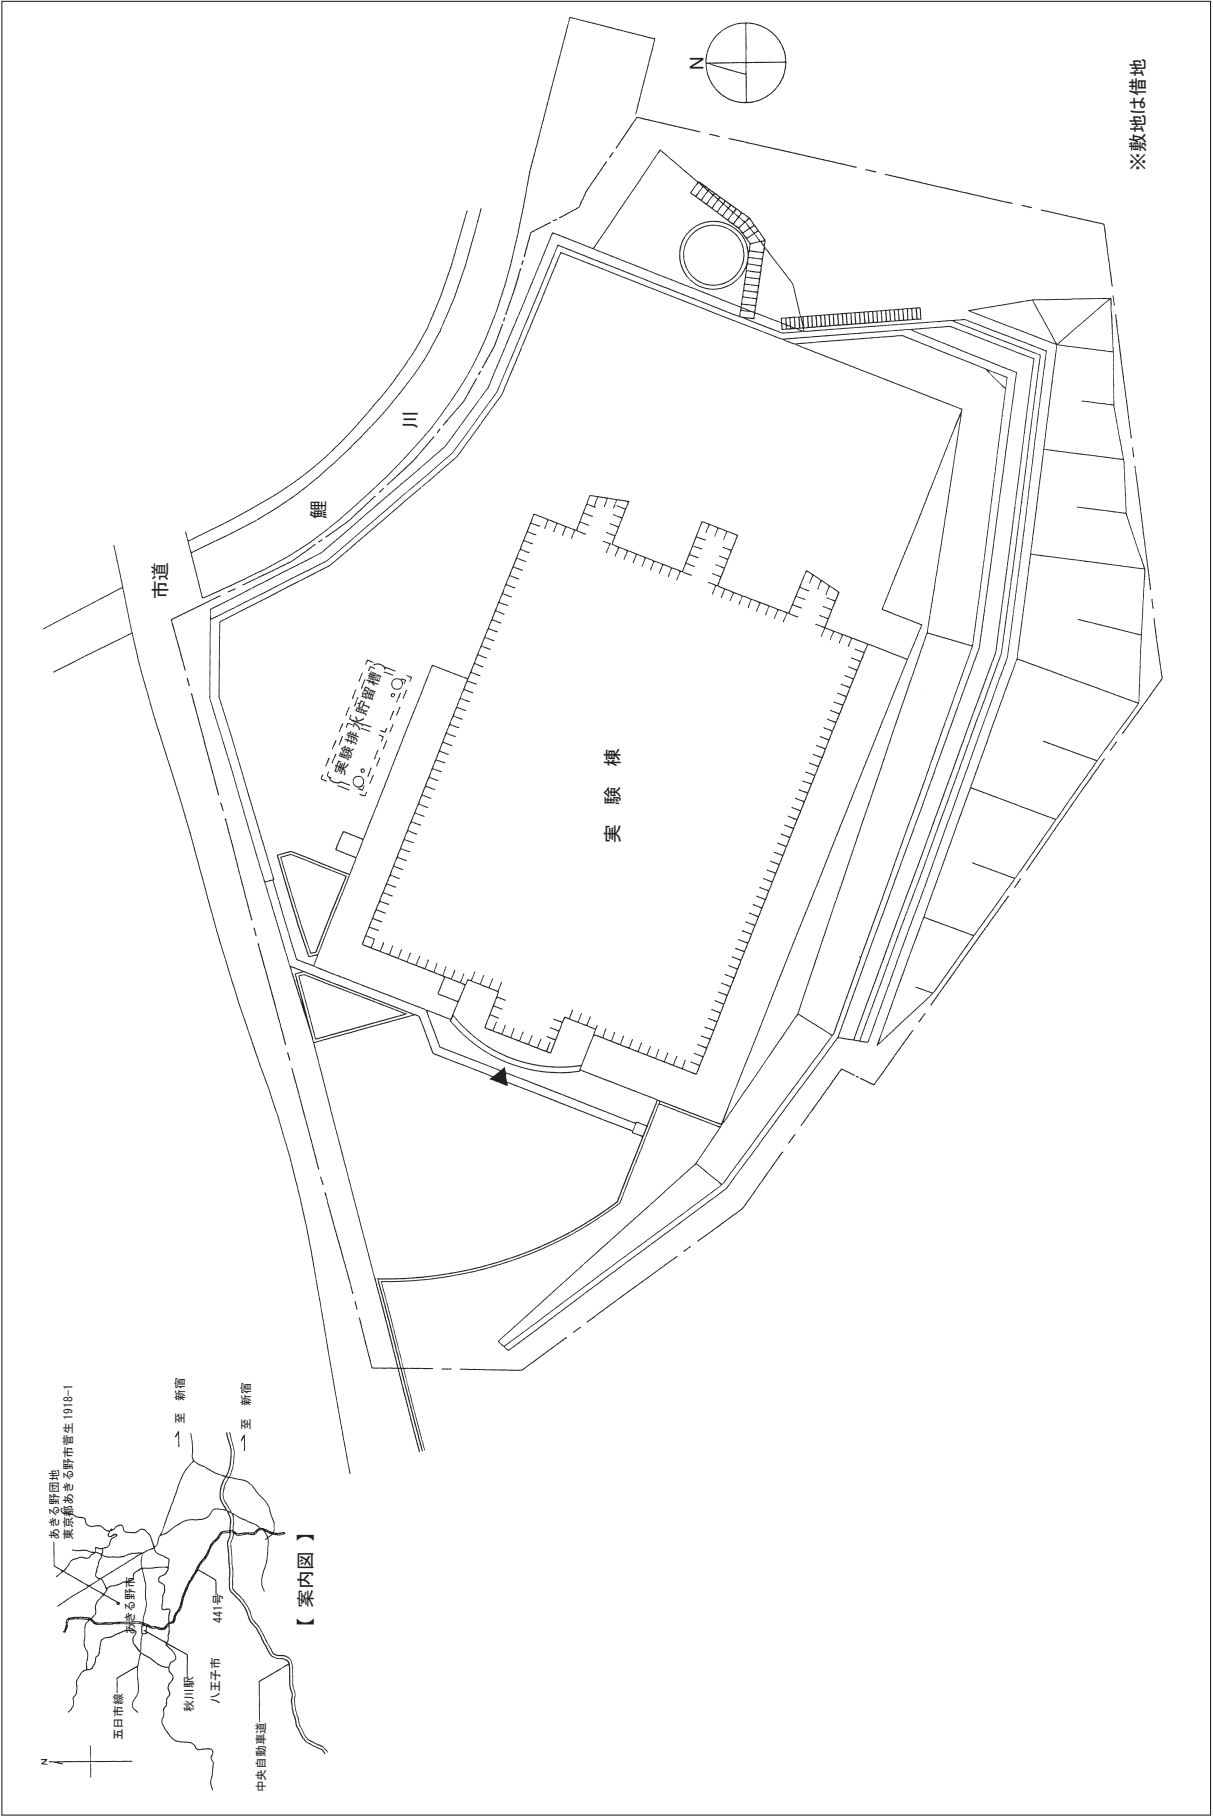 あきる野団地
東京都あきる野市菅生 1918-1
至 新宿
至 新宿
あきる野市
441号
五日市線
秋川駅
八王子市
中央自動車道
N
【 案内図 】
市道
鯉 川
実験排水貯留槽
実 験 棟
N
※敷地は借地